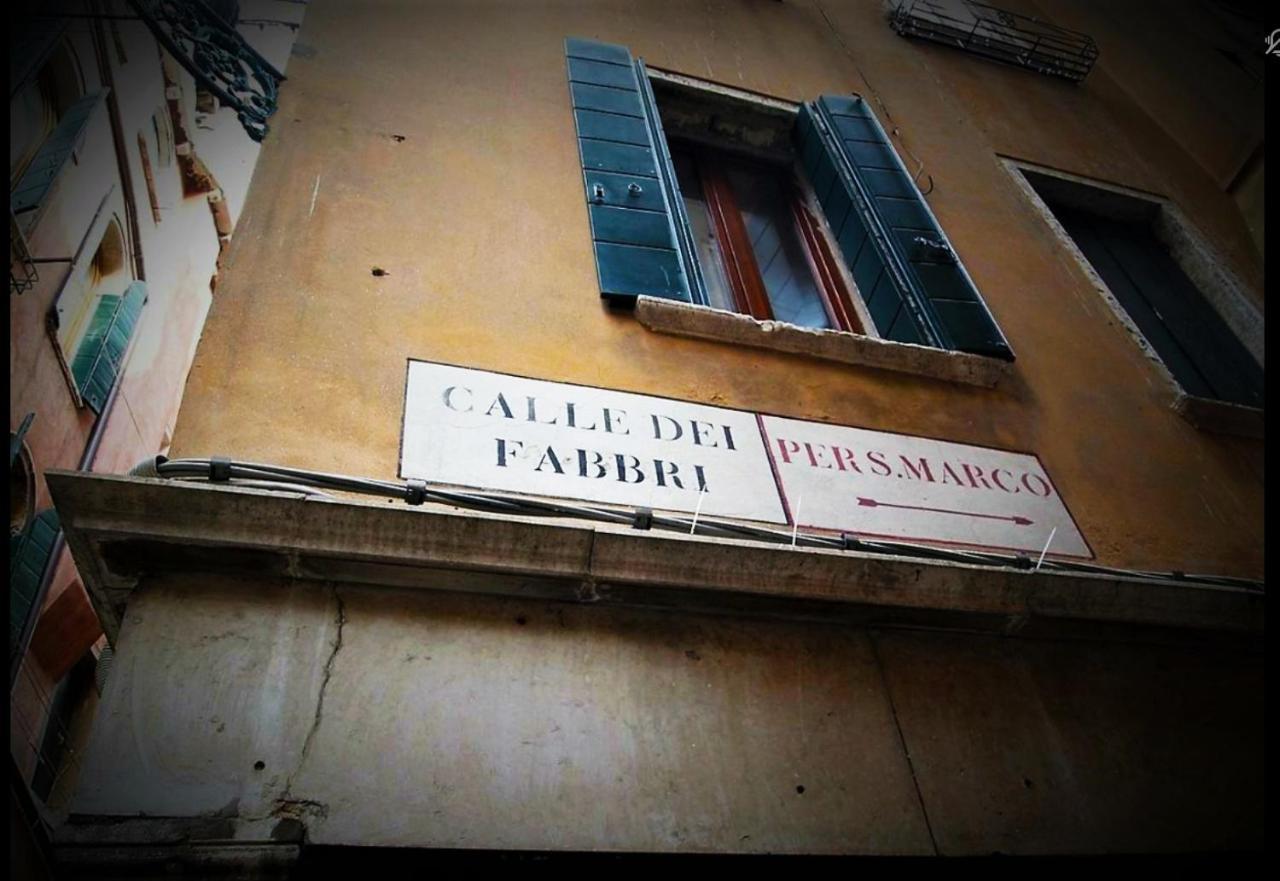 CALLE DEI
FABBRI
PER S. MARCO